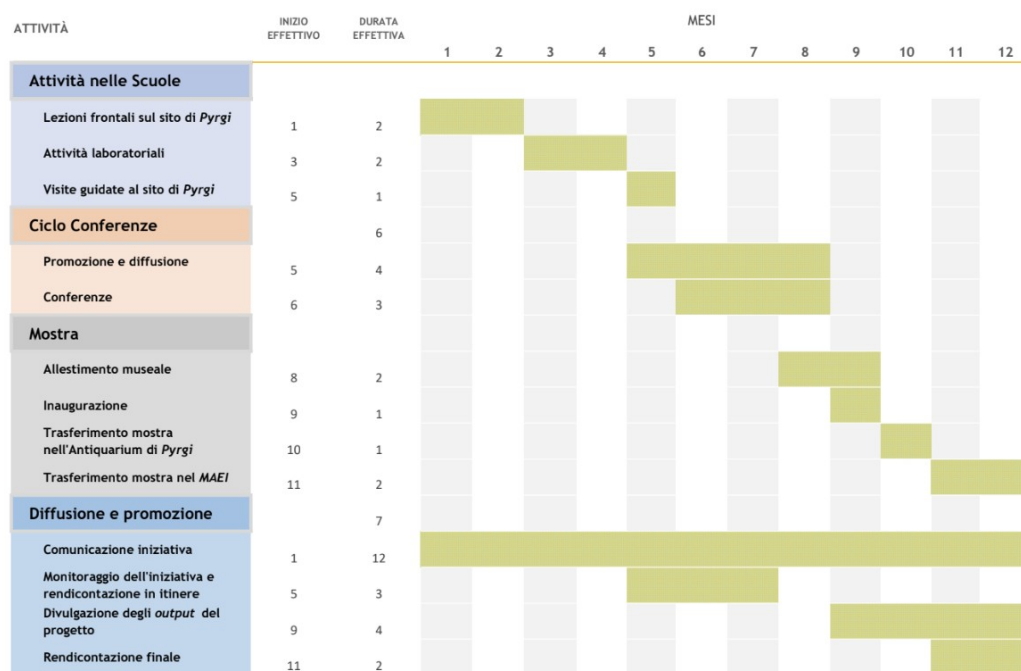 ATTIVITÀ INIZIO EFFETTIVO DURATA EFFETTIVA MESI
1 2 3 4 5 6 7 8 9 10 11 12
Attività nelle Scuole
Lezioni frontali sul sito di Pyrgi 1 2
Attività laboratoriali 3 2
Visite guidate al sito di Pyrgi 5 1
Ciclo Conferenze 6
Promozione e diffusione 5 4
Conferenze 6 3
Mostra
Allestimento museale 8 2
Inaugurazione 9 1
Trasferimento mostra
nell'Antiquarium di Pyrgi 10 1
Trasferimento mostra nel MAEI 11 2
Diffusione e promozione 7
Comunicazione iniziativa 1 12
Monitoraggio dell'iniziativa e
rendicontazione in itinere 5 3
Divulgazione degli output del
progetto 9 4
Rendicontazione finale 11 2